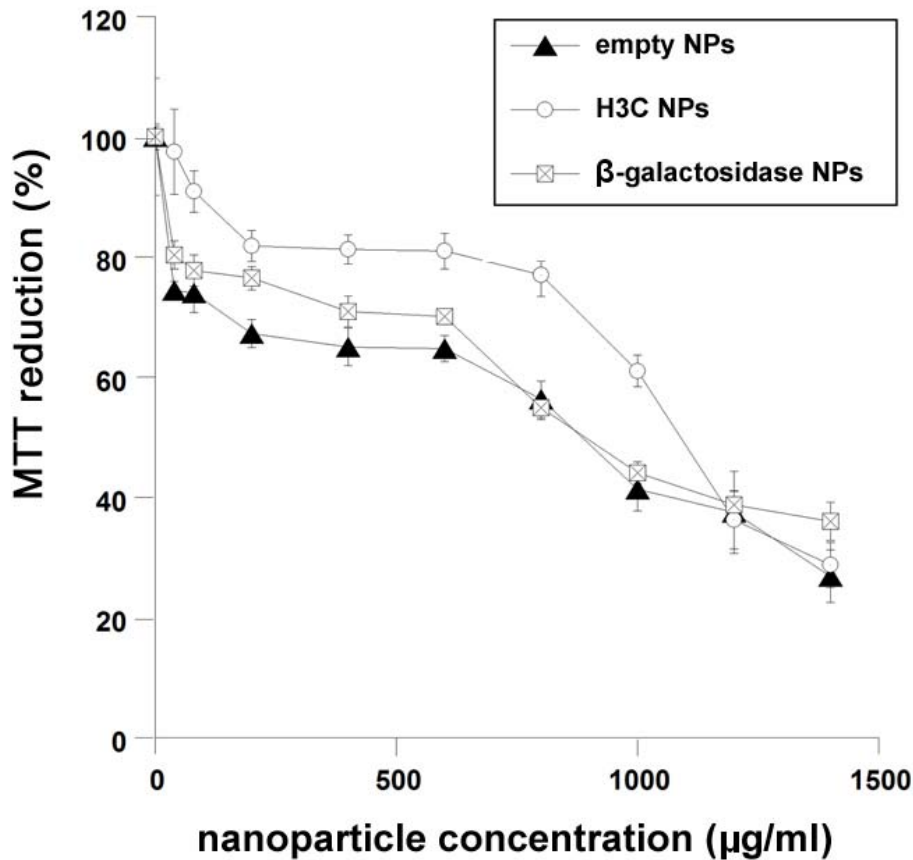 120
100
80
60
40
20
0
MTT reduction (%)
empty NPs
H3C NPs
β-galactosidase NPs
0
500
1000
1500
nanoparticle concentration (µg/ml)